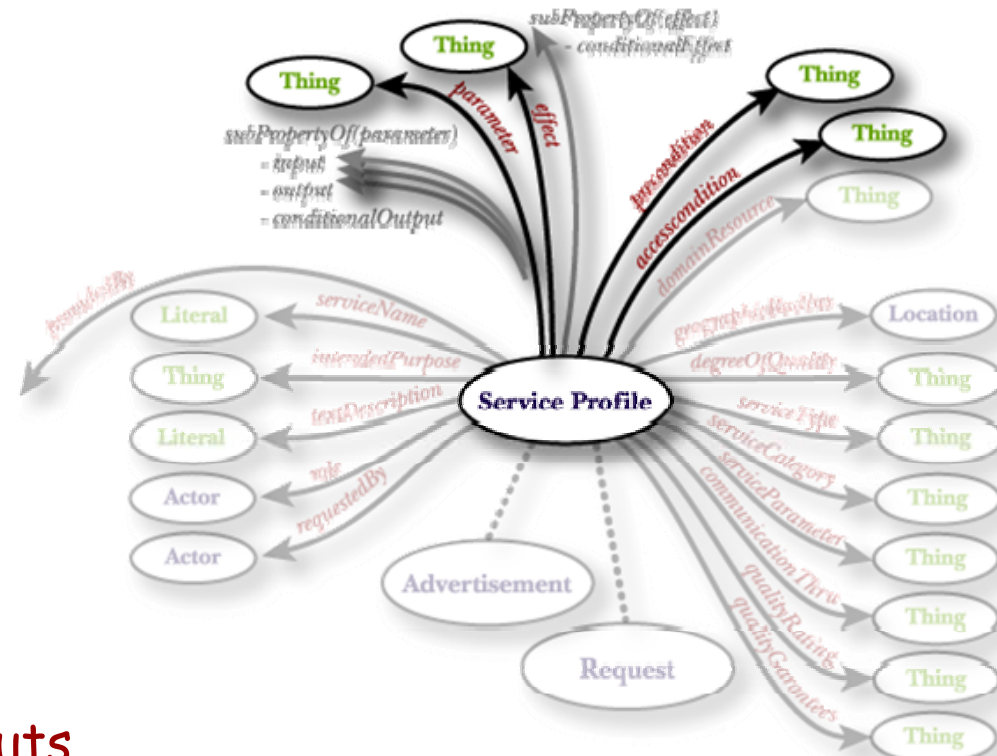 subPropertyOf(effect)
- conditionalEffect
Thing
Thing
Thing
parameter
effect
precondition
Thing
subPropertyOf(parameter)
- input
- output
- conditionalOutput
accesscondition
Thing
domainResource
providedBy
serviceName
Literal
Location
intendedPurpose
degreeOfQuality
Thing
Service Profile
Thing
textDescription
serviceType
Literal
Thing
serviceCategory
role
serviceParameter
Actor
Thing
requestedBy
communicationThru
Actor
Thing
Advertisement
qualityRating
Thing
qualityGarantees
Request
Thing
Thing
uts